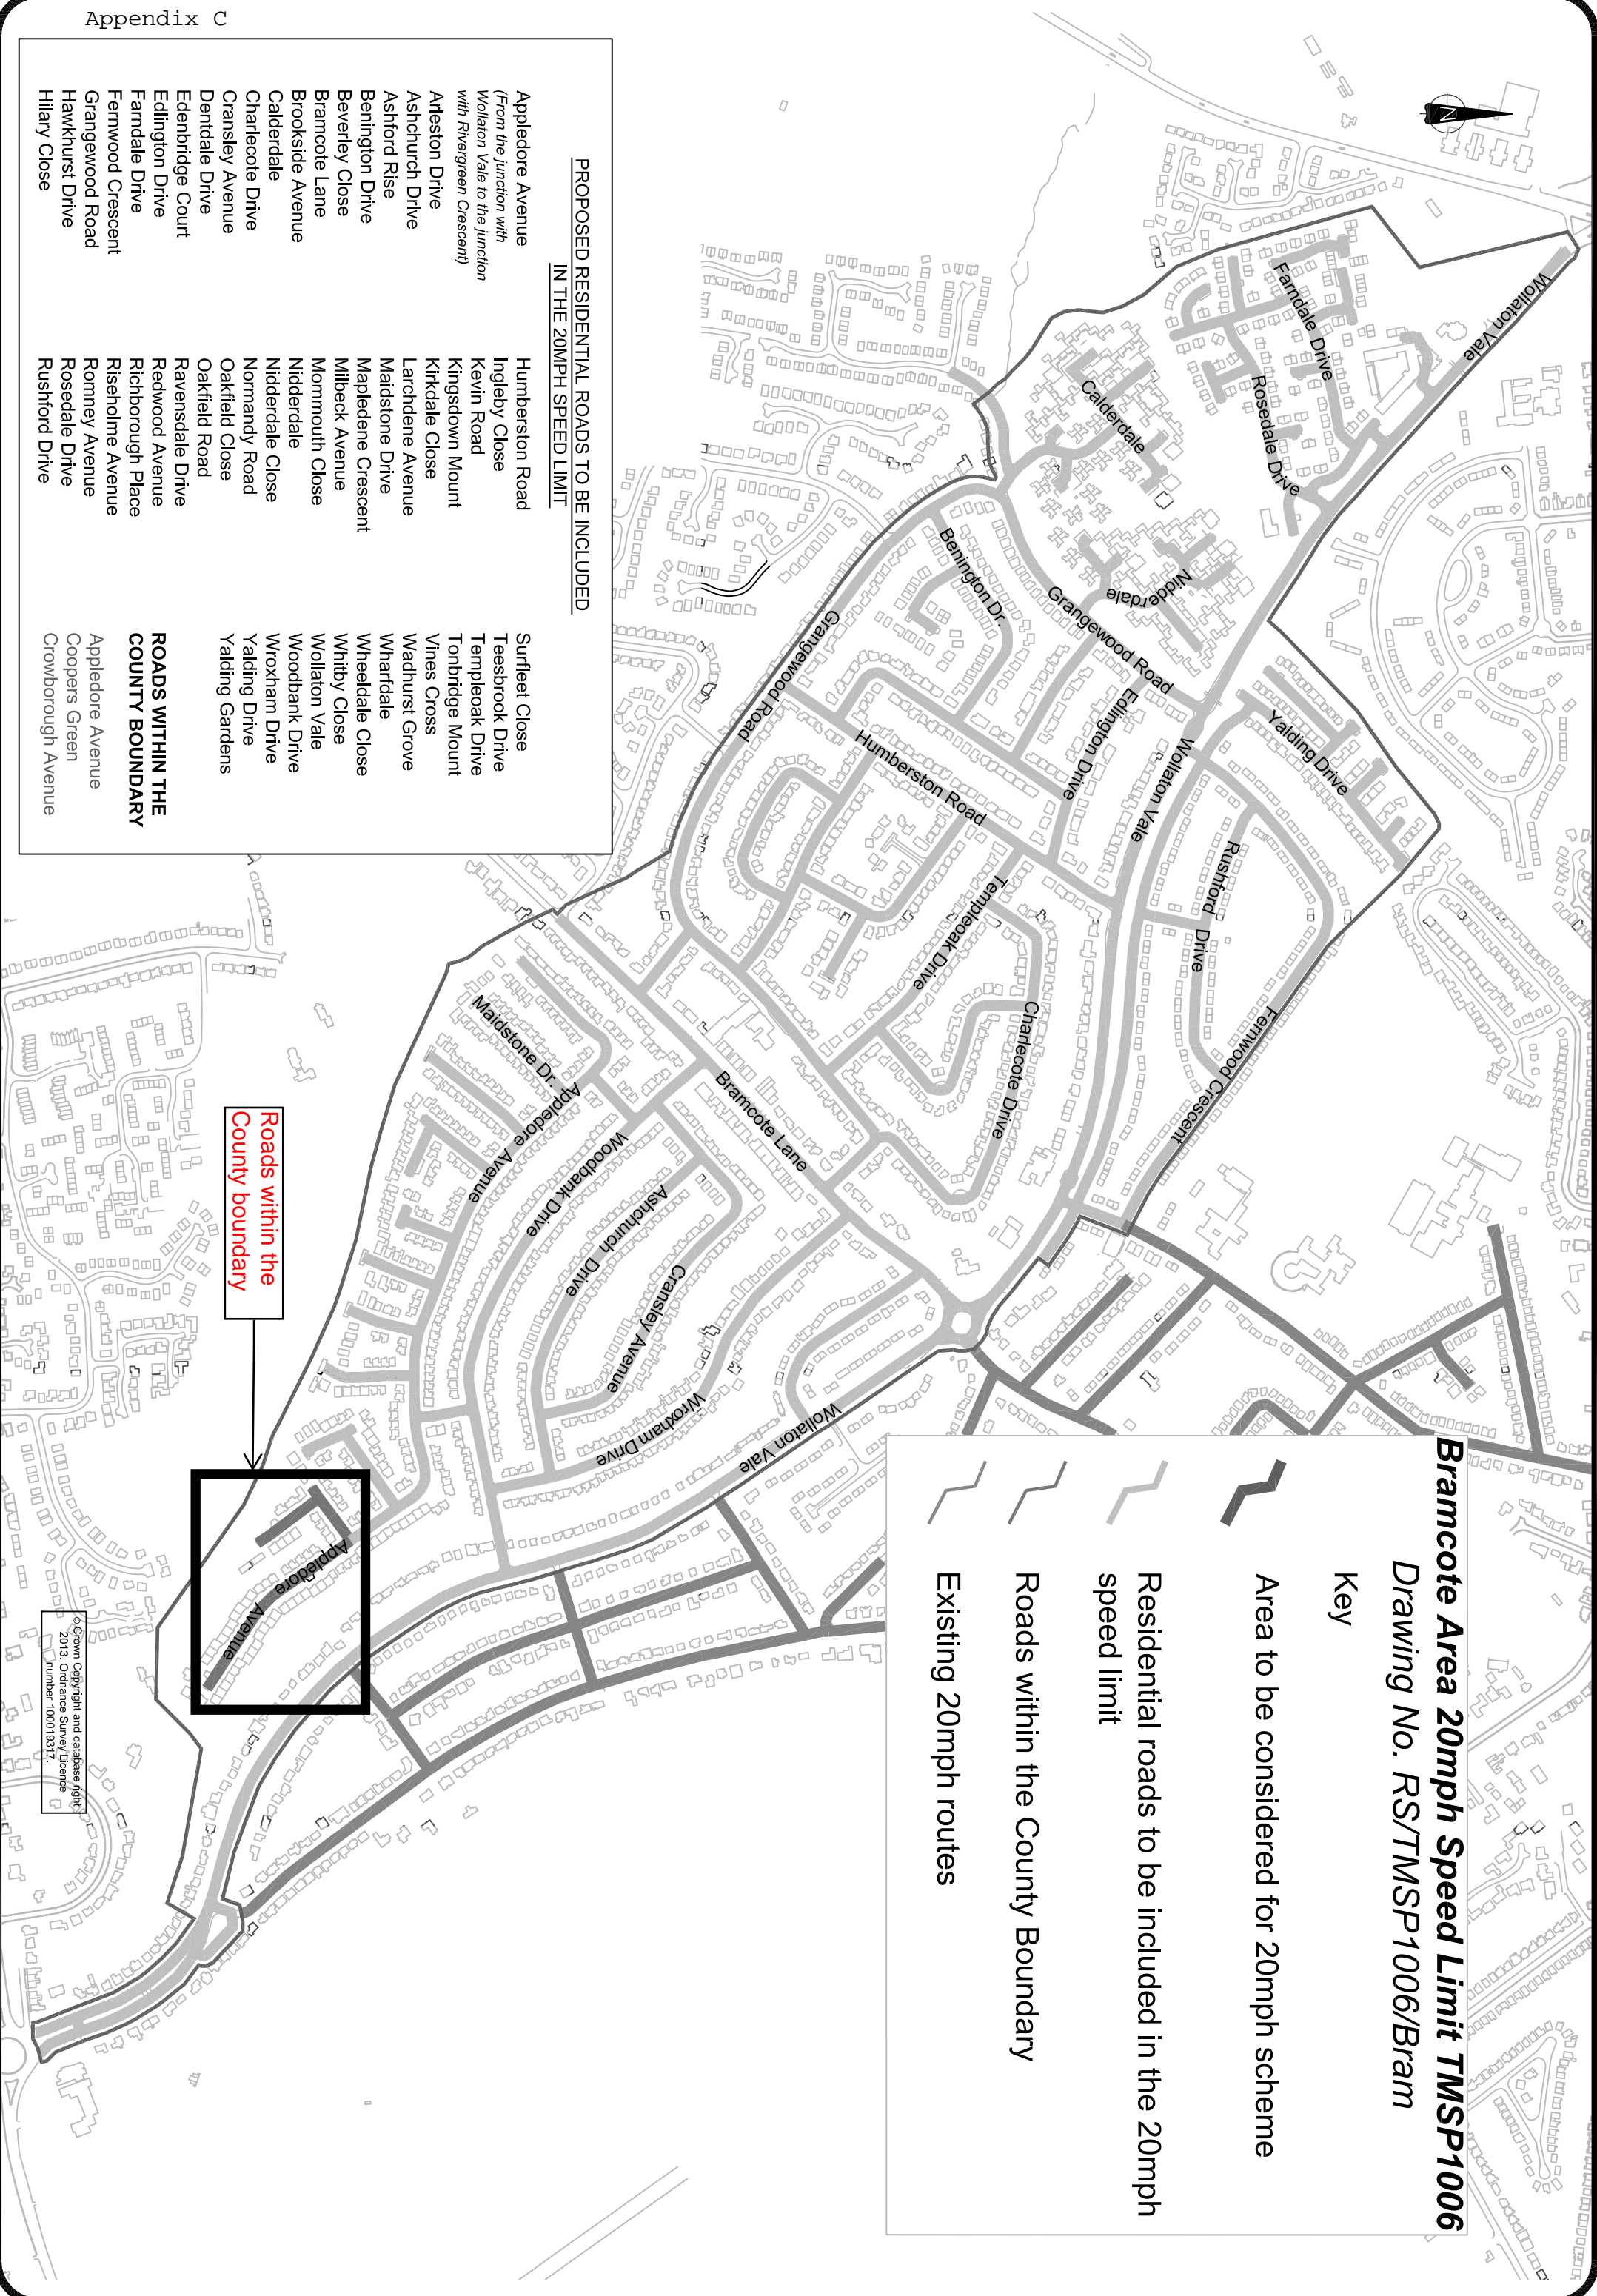 Appendix C
Bramcote Area 20mph Speed Limit TMSP1006
Drawing No. RS/TMSP1006/Bram
Key
Area to be considered for 20mph scheme
Residential roads to be included in the 20mph
speed limit
Roads within the County Boundary
Existing 20mph routes
N
Wollaton Vale
Farndale Drive
Rosedale Drive
Calderdale
Nidderdale
Benington Dr.
Grangewood Road
Grangewood Road
Edlington Drive
Humberston Road
Wollaton Vale
Yalding Drive
Rushford Drive
Fernwood Crescent
Templeoak Drive
Charlecote Drive
Bramcote Lane
Maidstone Dr.
Appledore Avenue
Woodbank Drive
Ashchurch Drive
Cransley Avenue
Wroxham Drive
Wollaton Vale
Appledore Avenue
Roads within the
County boundary
PROPOSED RESIDENTIAL ROADS TO BE INCLUDED
IN THE 20MPH SPEED LIMIT
Appledore Avenue
(From the junction with
Wollaton Vale to the junction
with Rivergreen Crescent)
Arleston Drive
Ashchurch Drive
Ashford Rise
Benington Drive
Beverley Close
Bramcote Lane
Brookside Avenue
Calderdale
Charlecote Drive
Cransley Avenue
Dentdale Drive
Edenbridge Court
Edlington Drive
Farndale Drive
Fernwood Crescent
Grangewood Road
Hawkhurst Drive
Hilary Close
Humberston Road
Ingleby Close
Kevin Road
Kingsdown Mount
Kirkdale Close
Larchdene Avenue
Maidstone Drive
Mapledene Crescent
Milbeck Avenue
Mommouth Close
Nidderdale
Nidderdale Close
Normandy Road
Oakfield Close
Oakfield Road
Ravensdale Drive
Redwood Avenue
Richborough Place
Riseholme Avenue
Romney Avenue
Rosedale Drive
Rushford Drive
Surfleet Close
Teesbrook Drive
Templeoak Drive
Tonbridge Mount
Vines Cross
Wadhurst Grove
Wharfdale
Wheeldale Close
Whitby Close
Wollaton Vale
Woodbank Drive
Wroxham Drive
Yalding Drive
Yalding Gardens
ROADS WITHIN THE
COUNTY BOUNDARY
Appledore Avenue
Coopers Green
Crowborough Avenue
© Crown Copyright and database right
2013. Ordnance Survey Licence
number 100019317.